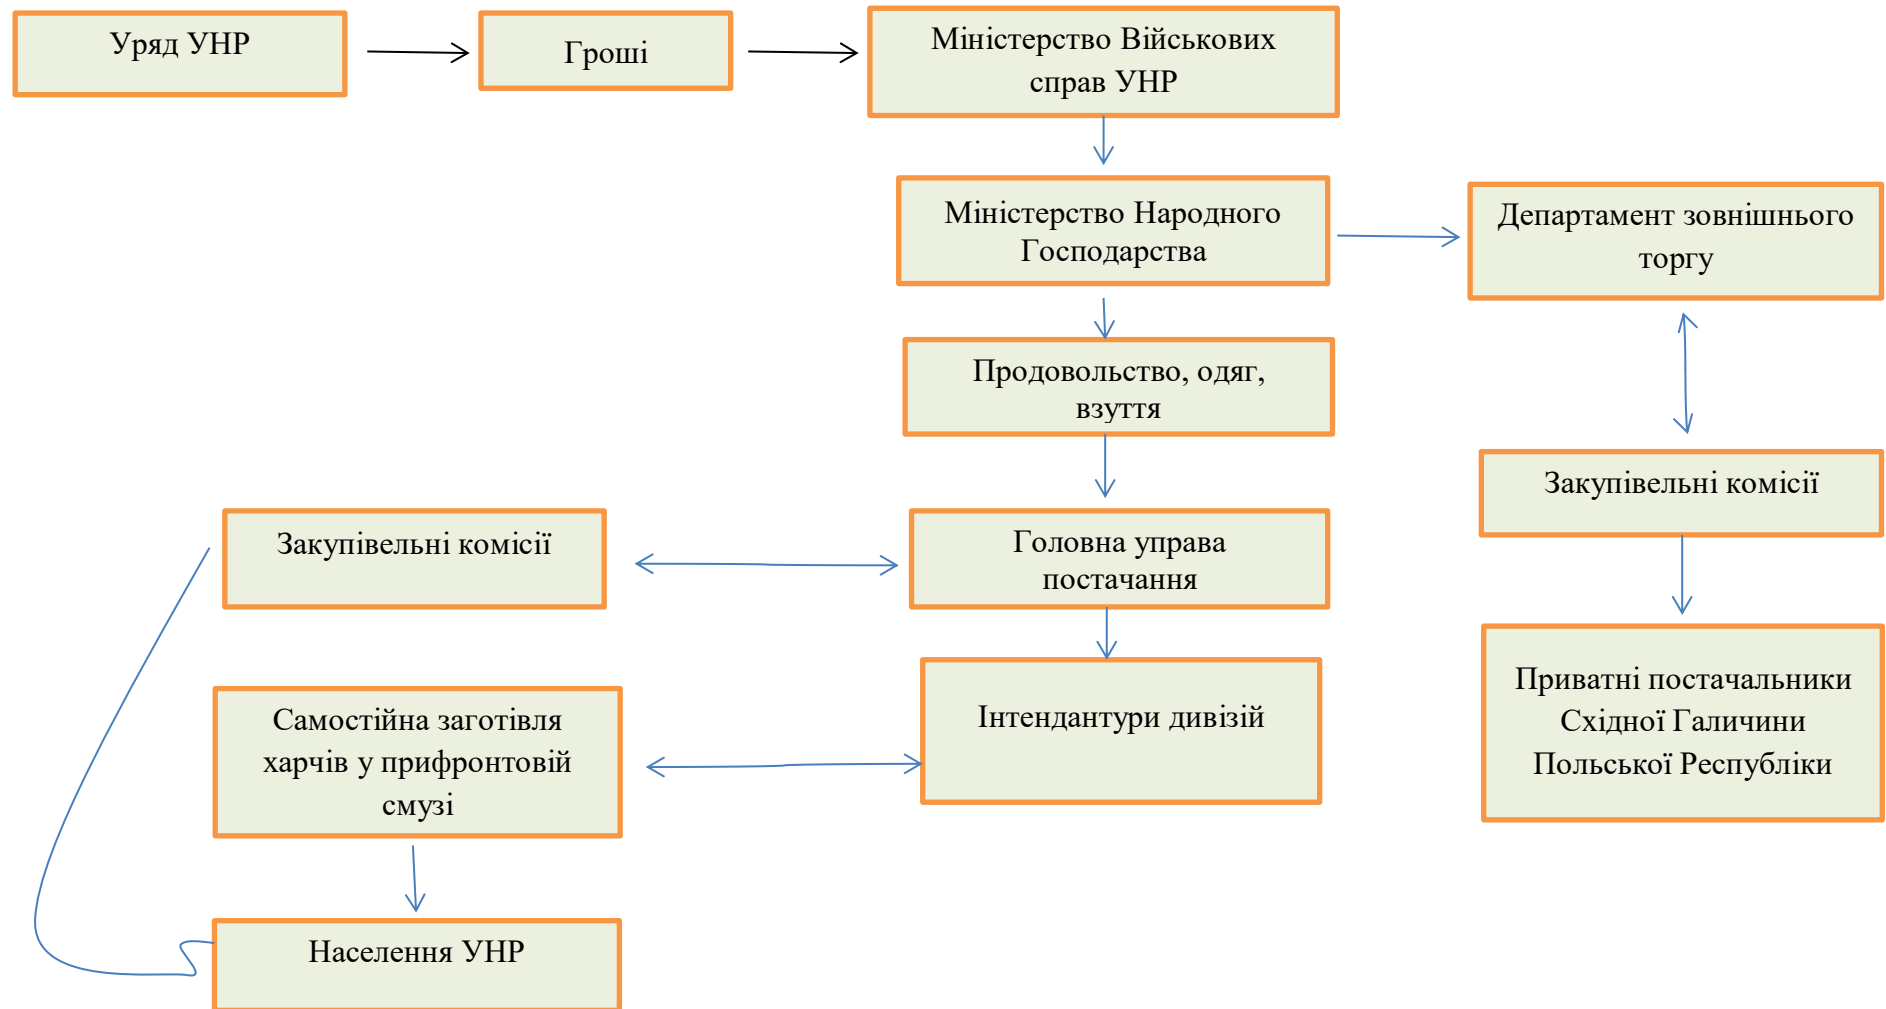 Уряд УНР
Гроші
Міністерство Військових
справ УНР
Міністерство Народного
Господарства
Департамент зовнішнього
торгу
Продовольство, одяг,
взуття
Закупівельні комісії
Закупівельні комісії
Головна управа
постачання
Приватні постачальники
Східної Галичини
Польської Республіки
Самостійна заготівля
харчів у прифронтовій
смузі
Інтендантури дивізій
Населення УНР